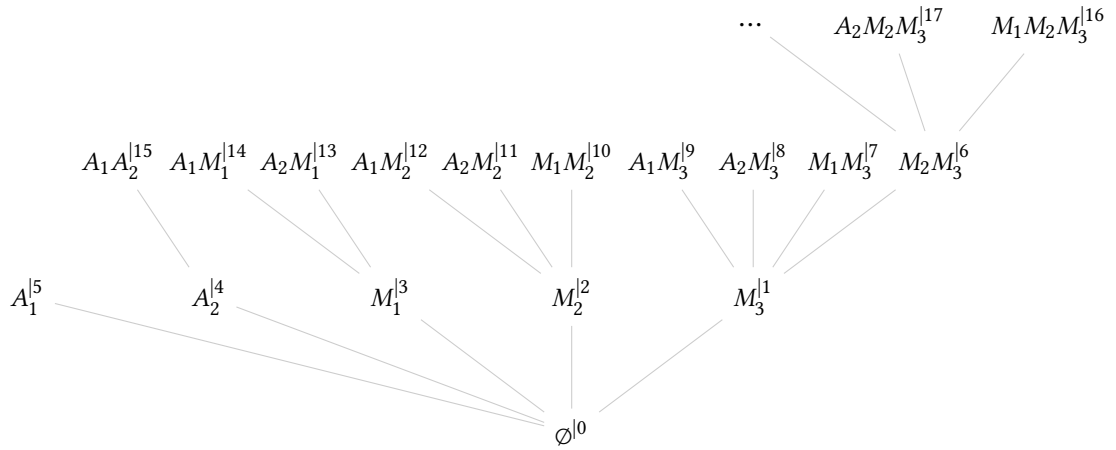 ... A₂M₂M₃|17 M₁M₂M₃|16
A₁A₂|15 A₁M₁|14 A₂M₁|13 A₁M₂|12 A₂M₂|11 M₁M₂|10 A₁M₃|9 A₂M₃|8 M₁M₃|7 M₂M₃|6
A₁|5 A₂|4 M₁|3 M₂|2 M₃|1
∅|0